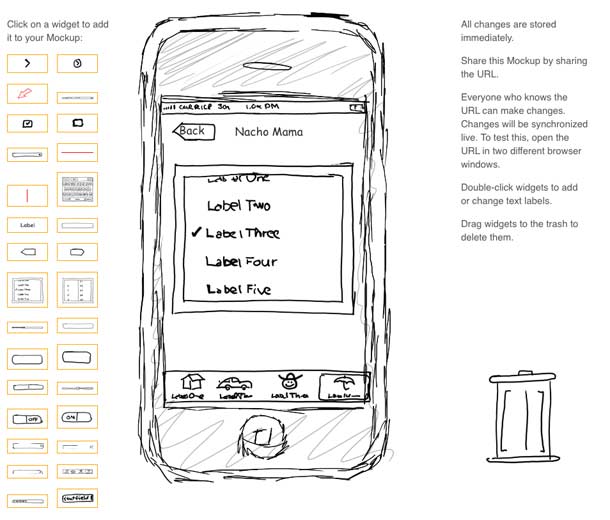 Click on a widget to add
it to your Mockup:
Label
OFF
ON
CARRIER 3G 1:04 PM
Back
Nacho Mama
Label One
Label Two
Label Three
Label Four
Label Five
Label One
Label Two
Label Three
All changes are stored
immediately.
Share this Mockup by sharing
the URL.
Everyone who knows the
URL can make changes.
Changes will be synchronized
live. To test this, open the
URL in two different browser
windows.
Double-click widgets to add
or change text labels.
Drag widgets to the trash to
delete them.